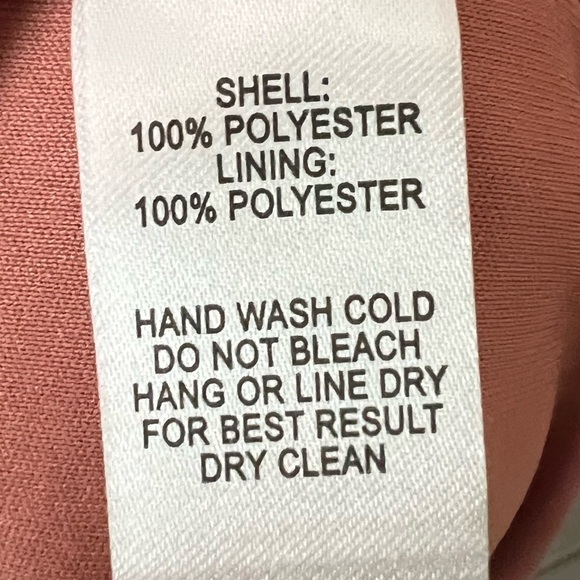 SHELL:
100% POLYESTER
LINING:
100% POLYESTER
HAND WASH COLD
DO NOT BLEACH
HANG OR LINE DRY
FOR BEST RESULT
DRY CLEAN